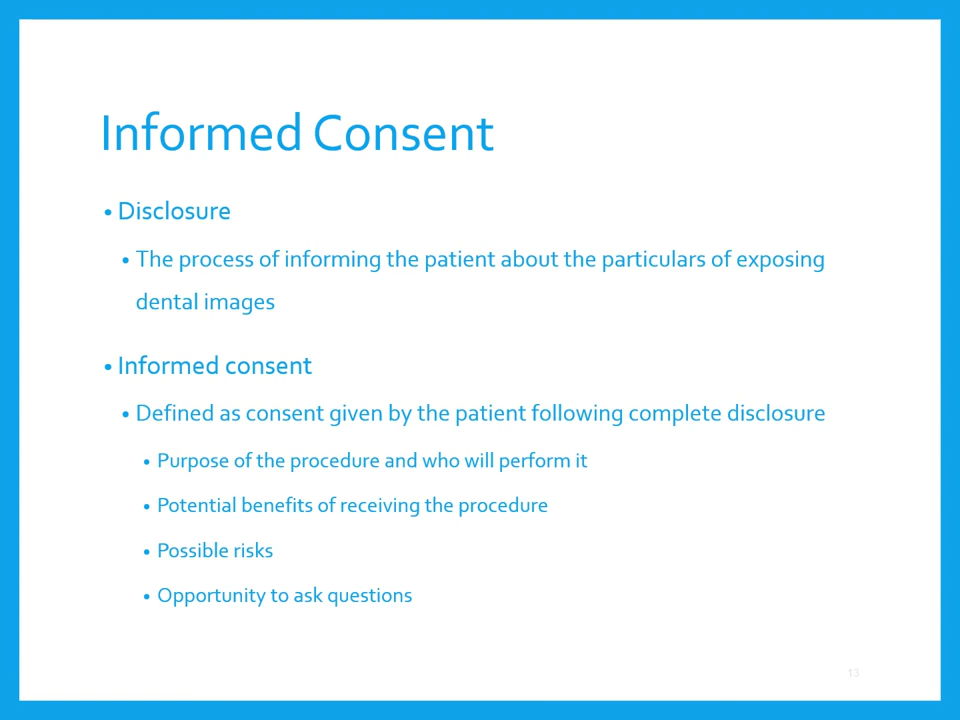 Informed Consent
• Disclosure
• The process of informing the patient about the particulars of exposing
dental images
• Informed consent
• Defined as consent given by the patient following complete disclosure
• Purpose of the procedure and who will perform it
• Potential benefits of receiving the procedure
• Possible risks
• Opportunity to ask questions
13